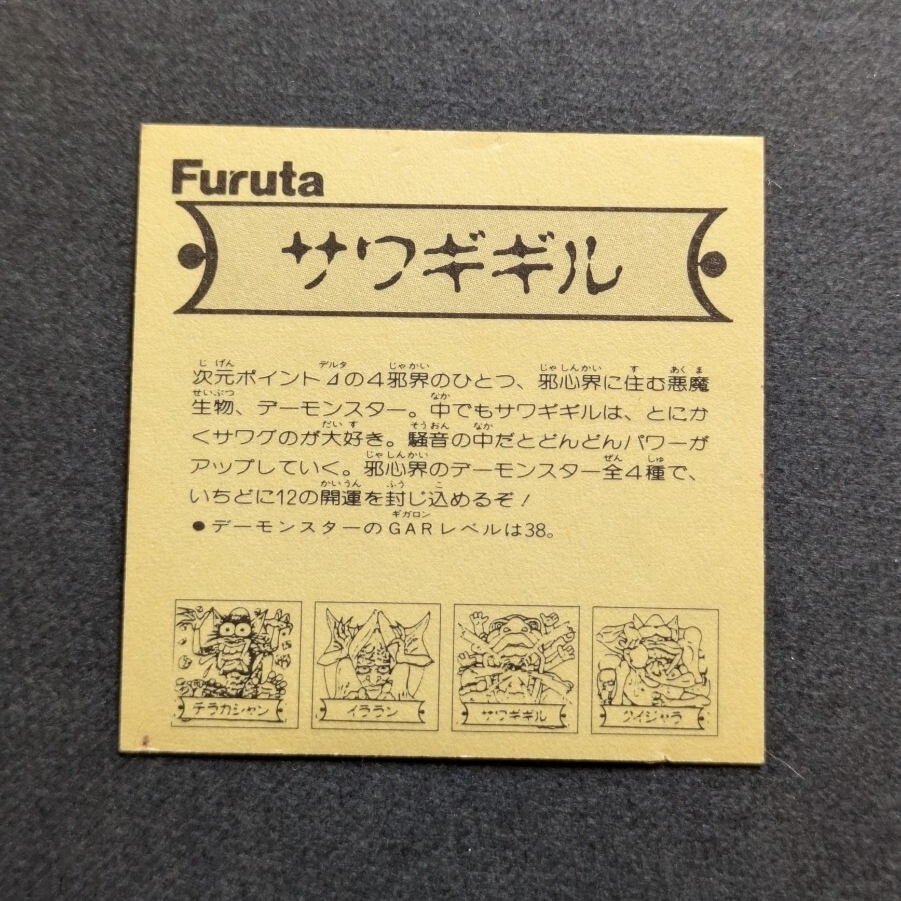 Furuta
サワギギル
次元ポイント⊿の4邪界のひとつ、邪心界に住む悪魔
生物、デーモンスター。中でもサワギギルは、とにか
くサワグのが大好き。騒音の中だとどんどんパワーが
アップしていく。邪心界のデーモンスター全4種で、
いちどに12の開運を封じ込めるぞ!
●デーモンスターのGARレベルは38。
チラカシャン イララン サワギギル クイジャラ